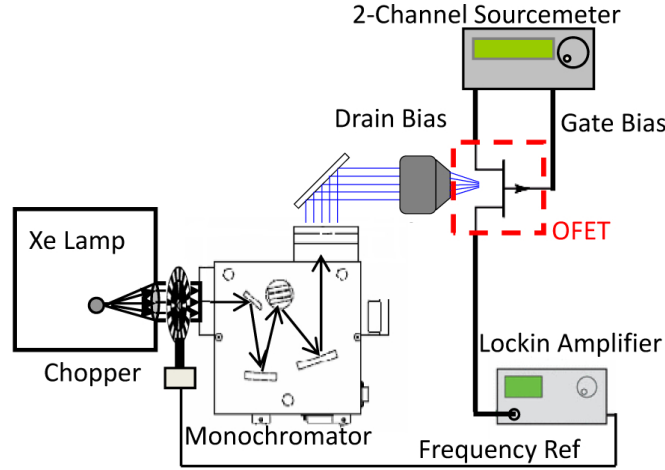 2-Channel Sourcemeter
Drain Bias
Gate Bias
OFET
Xe Lamp
Chopper
Monochromator
Lockin Amplifier
Frequency Ref